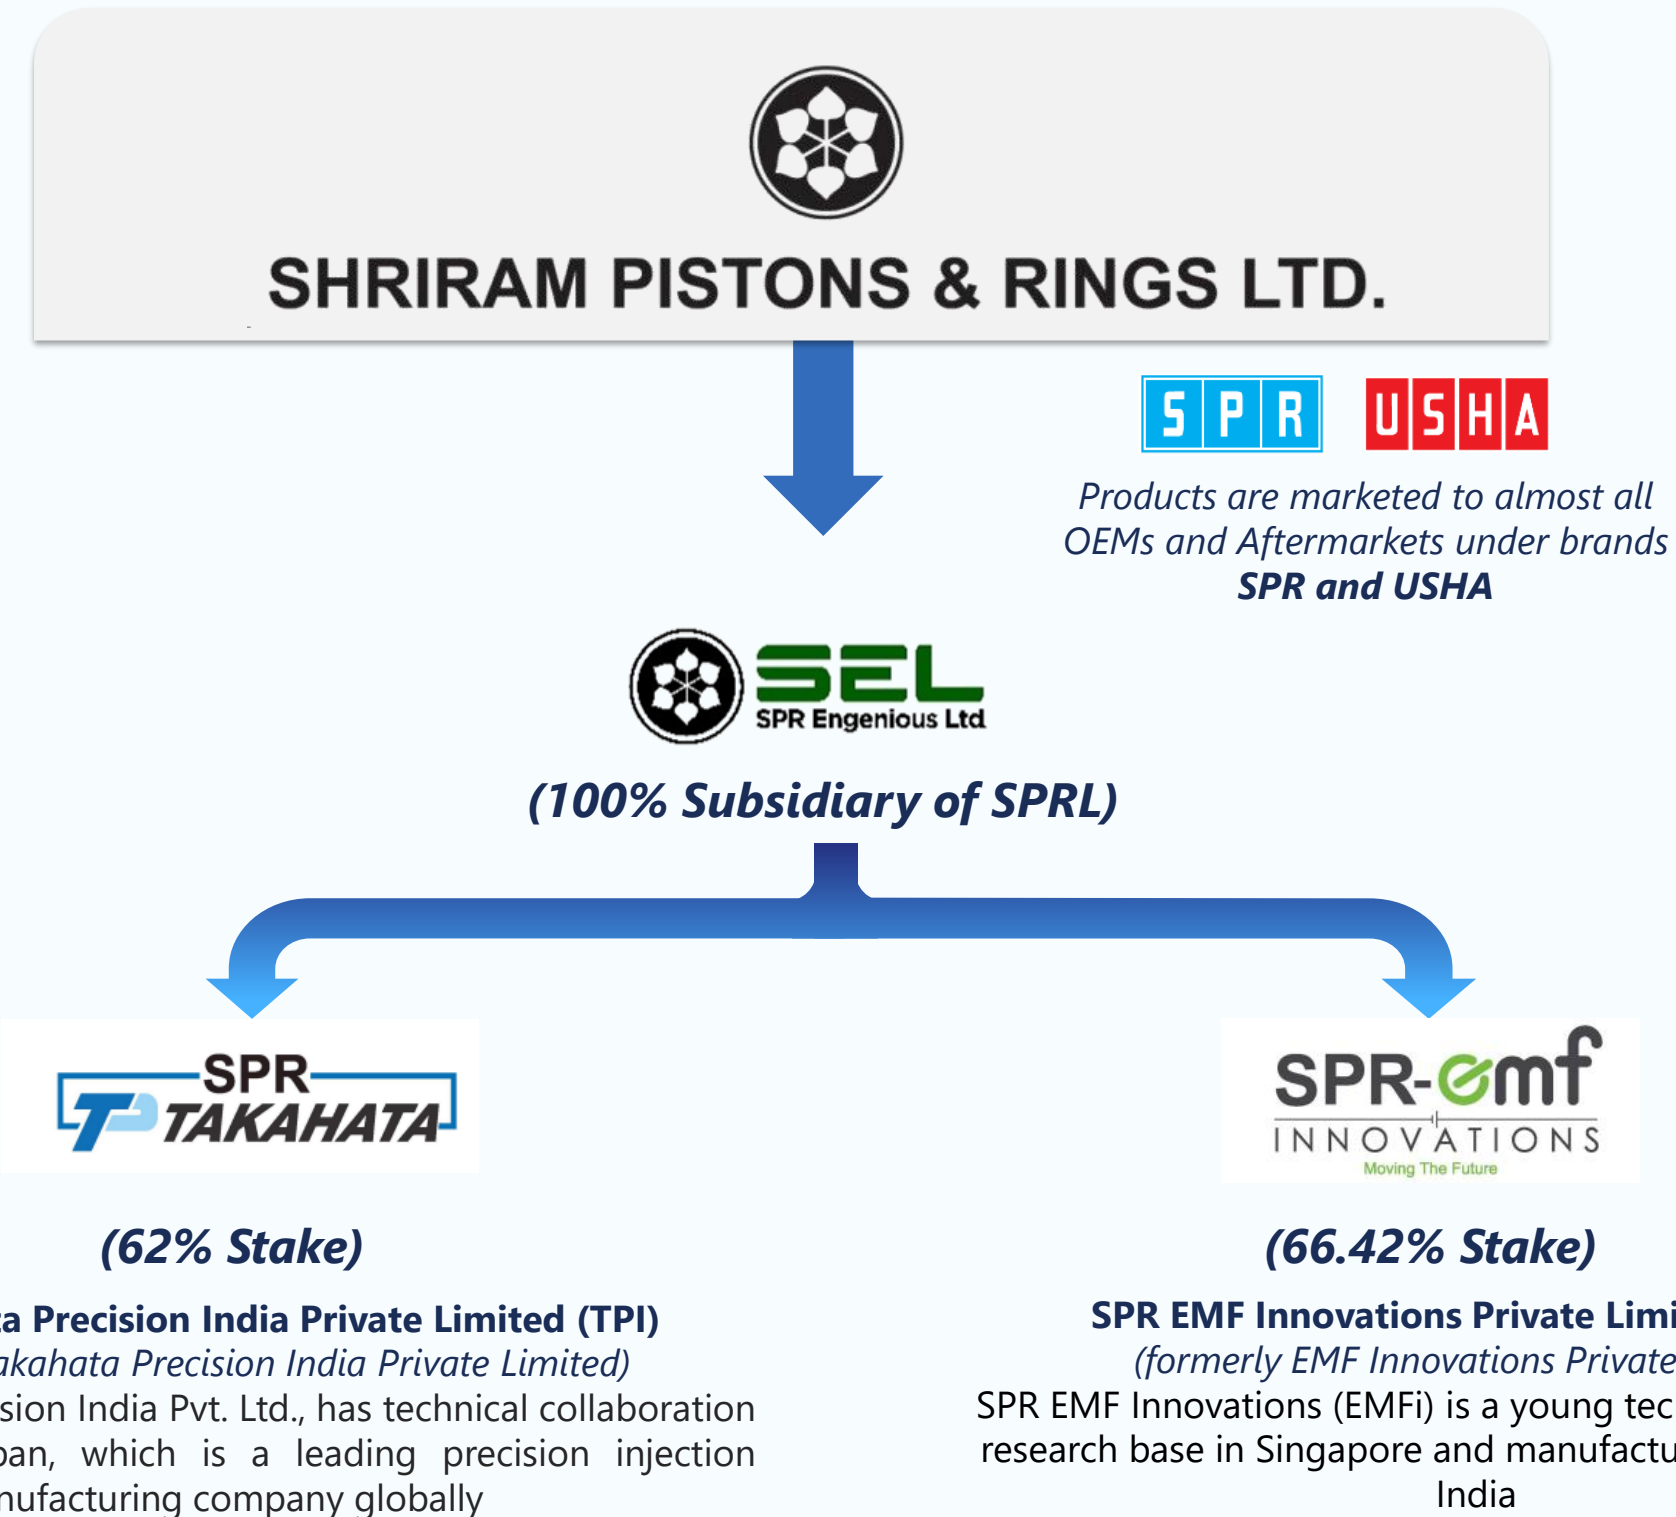 SHRIRAM PISTONS & RINGS LTD.
SPR USHA
Products are marketed to almost all
OEMs and Aftermarkets under brands
SPR and USHA
SEL
SPR Engenious Ltd
(100% Subsidiary of SPRL)
SPR
TP TAKAHATA
(62% Stake)
Precision India Private Limited (TPI)
Precision India Private Limited)
India Pvt. Ltd., has technical collaboration
which is a leading precision injection
company globally
SPR-emf
INNOVATIONS
Moving The Future
(66.42% Stake)
SPR EMF Innovations Private
(formerly EMF Innovations Private
SPR EMF Innovations (EMFi) is a young
research base in Singapore and
India